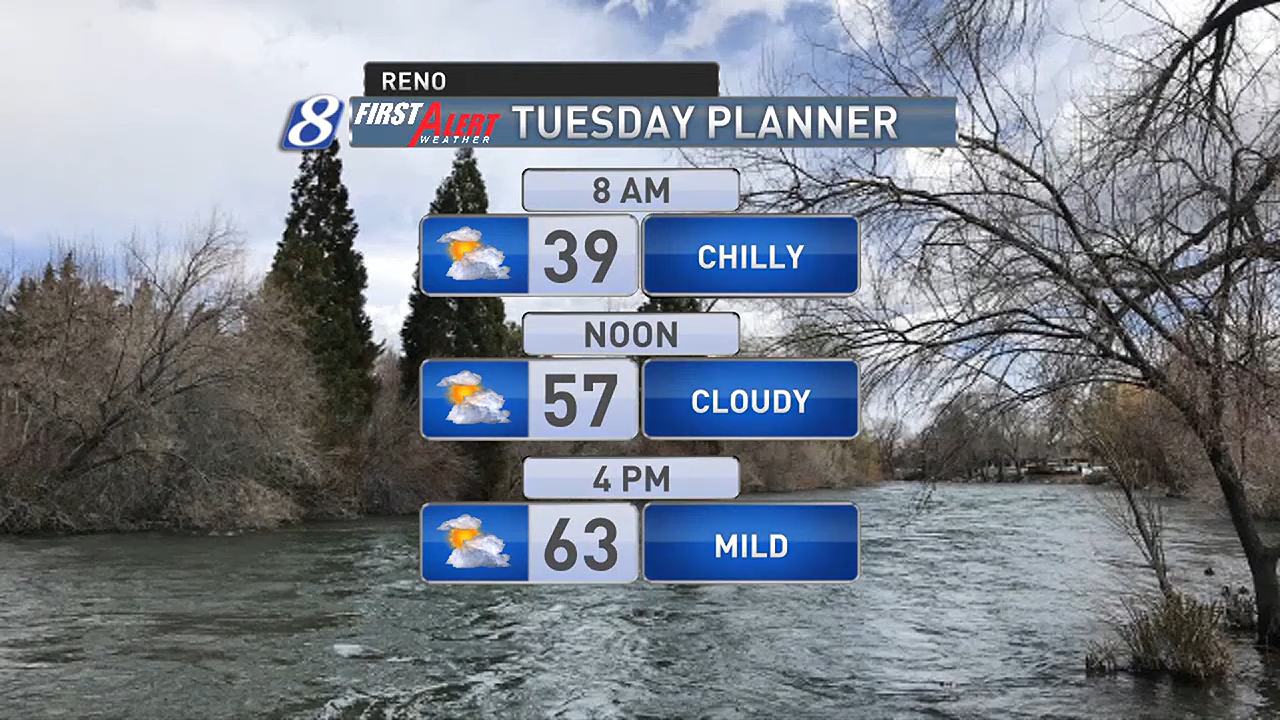 RENO
8 FIRST ALERT WEATHER TUESDAY PLANNER
8 AM
39 CHILLY
NOON
57 CLOUDY
4 PM
63 MILD